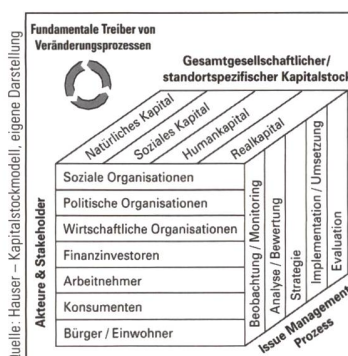 Fundamentale Treiber von
Veränderungsprozessen
Gesamtgesellschaftlicher/
standortspezifischer Kapitalstock
Natürliches Kapital
Soziales Kapital
Humankapital
Realkapital
Akteure & Stakeholder
Soziale Organisationen
Politische Organisationen
Wirtschaftliche Organisationen
Finanzinvestoren
Arbeitnehmer
Konsumenten
Bürger / Einwohner
Beobachtung / Monitoring
Analyse / Bewertung
Strategie
Implementation / Umsetzung
Evaluation
Issue Management
Prozess
uelle: Hauser – Kapitalstockmodell, eigene Darstellung